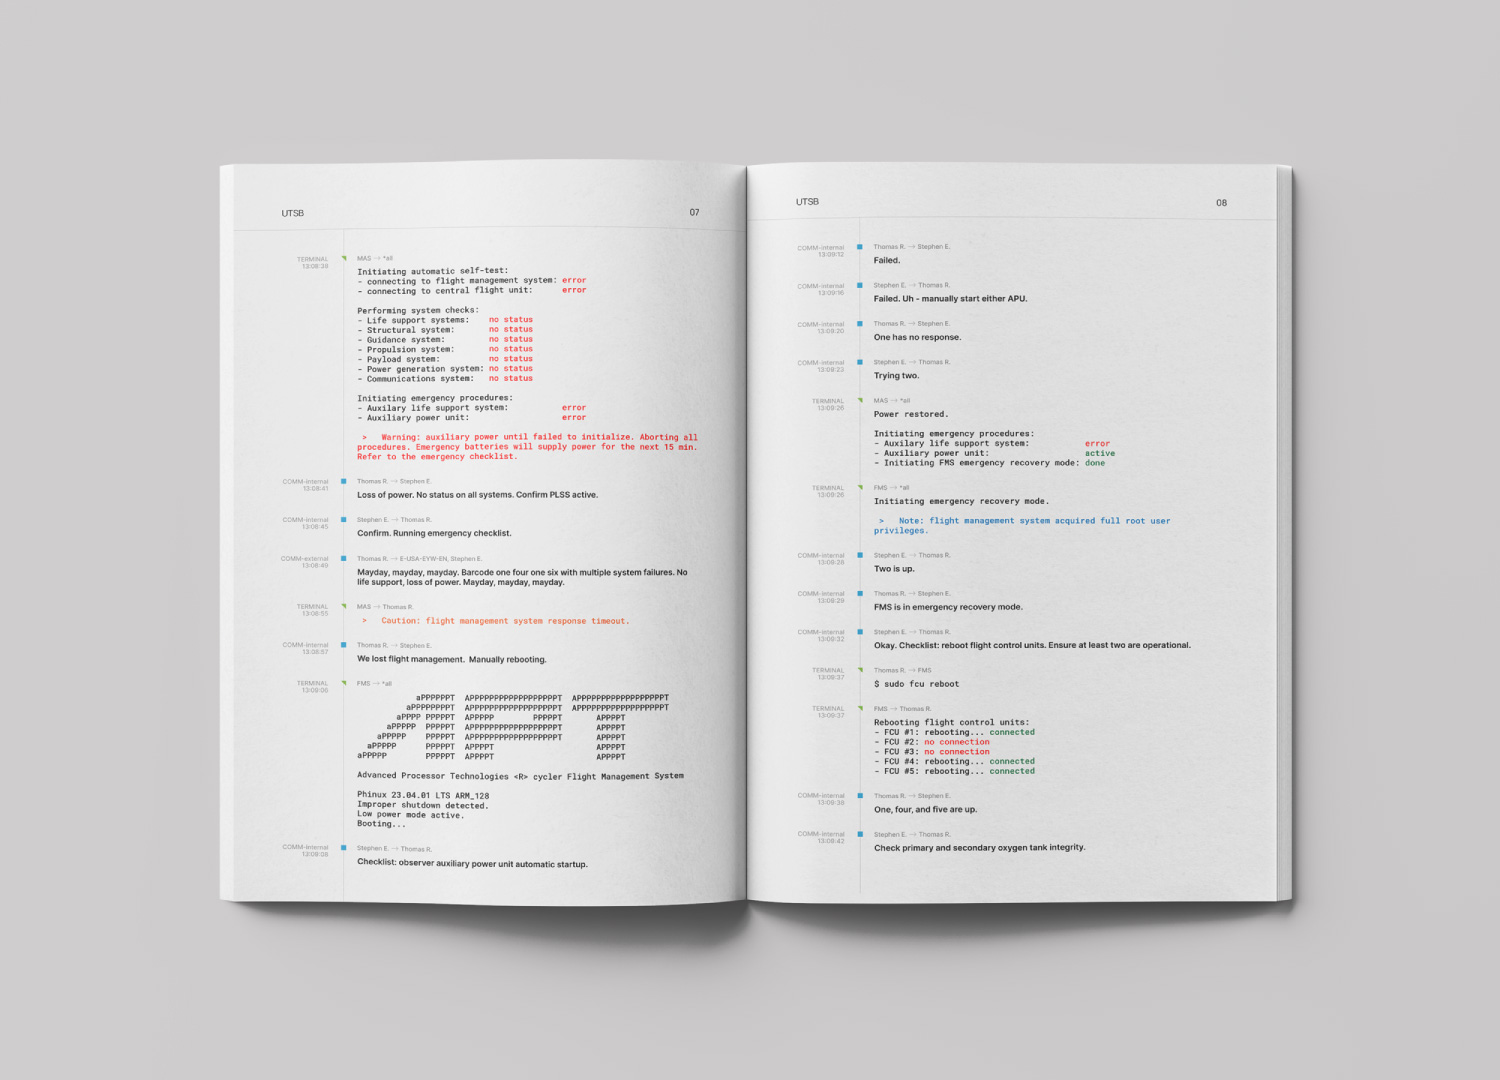 UTSB
07
TERMINAL
13:08:39
MAS → *all
Initiating automatic self-test:
- connecting to flight management system: error
- connecting to central flight unit: error
Performing system checks:
- Life support systems: no status
- Structural system: no status
- Guidance system: no status
- Propulsion system: no status
- Payload system: no status
- Power generation system: no status
- Communications system: no status
Initiating emergency procedures:
- Auxilary life support system: error
- Auxiliary power unit: error
> Warning: auxiliary power until failed to initialize. Aborting all
procedures. Emergency batteries will supply power for the next 15 min.
Refer to the emergency checklist.
COMM-internal
13:08:41
Thomas R. → Stephen E.
Loss of power. No status on all systems. Confirm PLSS active.
COMM-internal
13:08:45
Stephen E. → Thomas R.
Confirm. Running emergency checklist.
COMM-external
13:08:49
Thomas R. → E-USA-EYW-EN, Stephen E.
Mayday, mayday, mayday. Barcode one four one six with multiple system failures. No
life support, loss of power. Mayday, mayday, mayday.
TERMINAL
13:08:55
MAS → Thomas R.
> Caution: flight management system response timeout.
COMM-internal
13:08:57
Thomas R. → Stephen E.
We lost flight management. Manually rebooting.
TERMINAL
13:09:06
FMS → *all
aPPPPPPT APPPPPPPPPPPPPPPPPPT APPPPPPPPPPPPPPPPPPT
aPPPPPPPPT APPPPPPPPPPPPPPPPPPT APPPPPPPPPPPPPPPPPPT
aPPPP PPPPPT APPPPP PPPPPT APPPPT
aPPPPP PPPPPT APPPPPPPPPPPPPPPPPPT APPPPT
aPPPPP PPPPPT APPPPPPPPPPPPPPPPPPT APPPPT
aPPPPP PPPPPT APPPPT APPPPT
aPPPPP PPPPPT APPPPT APPPPT
Advanced Processor Technologies <R> cycler Flight Management System
Phinux 23.04.01 LTS ARM_128
Improper shutdown detected.
Low power mode active.
Booting...
COMM-internal
13:09:08
Stephen E. → Thomas R.
Checklist: observer auxiliary power unit automatic startup.
UTSB
08
COMM-internal
13:09:12
Thomas R. → Stephen E.
Failed.
COMM-internal
13:09:16
Stephen E. → Thomas R.
Failed. Uh - manually start either APU.
COMM-internal
13:09:20
Thomas R. → Stephen E.
One has no response.
COMM-internal
13:09:23
Stephen E. → Thomas R.
Trying two.
TERMINAL
13:09:26
MAS → *all
Power restored.
Initiating emergency procedures:
- Auxilary life support system: error
- Auxiliary power unit: active
- Initiating FMS emergency recovery mode: done
TERMINAL
13:09:26
FMS → *all
Initiating emergency recovery mode.
> Note: flight management system acquired full root user
privileges.
COMM-internal
13:09:28
Stephen E. → Thomas R.
Two is up.
COMM-internal
13:09:29
Thomas R. → Stephen E.
FMS is in emergency recovery mode.
COMM-internal
13:09:32
Stephen E. → Thomas R.
Okay. Checklist: reboot flight control units. Ensure at least two are operational.
TERMINAL
13:09:37
Thomas R. → FMS
$ sudo fcu reboot
TERMINAL
13:09:37
FMS → Thomas R.
Rebooting flight control units:
- FCU #1: rebooting... connected
- FCU #2: no connection
- FCU #3: no connection
- FCU #4: rebooting... connected
- FCU #5: rebooting... connected
COMM-internal
13:09:39
Thomas R. → Stephen E.
One, four, and five are up.
COMM-internal
13:09:42
Stephen E. → Thomas R.
Check primary and secondary oxygen tank integrity.